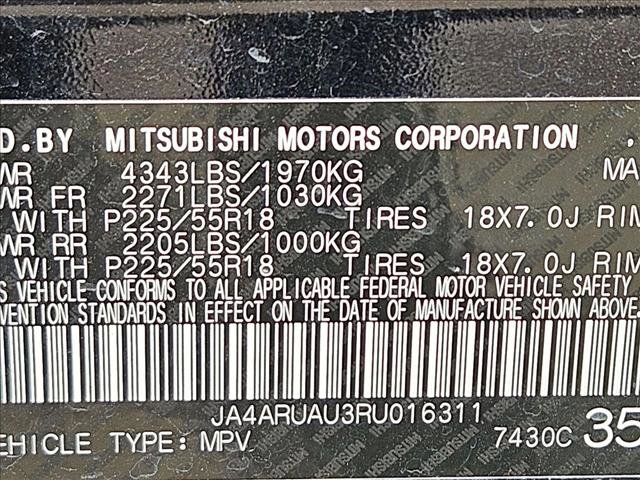 D.BY MITSUBISHI MOTORS CORPORATION .
WR 4343LBS/1970KG MA
WR FR 2271LBS/1030KG
WITH P225/55R18 TIRES 18X7.0J RIM
WR RR 2205LBS/1000KG
WITH P225/55R18 TIRES 18X7.0J RIM
S VEHICLE CONFORMS TO ALL APPLICABLE FEDERAL MOTOR VEHICLE SAFETY
VENTION STANDARDS IN EFFECT ON THE DATE OF MANUFACTURE SHOWN ABOVE.
JA4ARUAU3RU016311
EHICLE TYPE: MPV 7430C 35